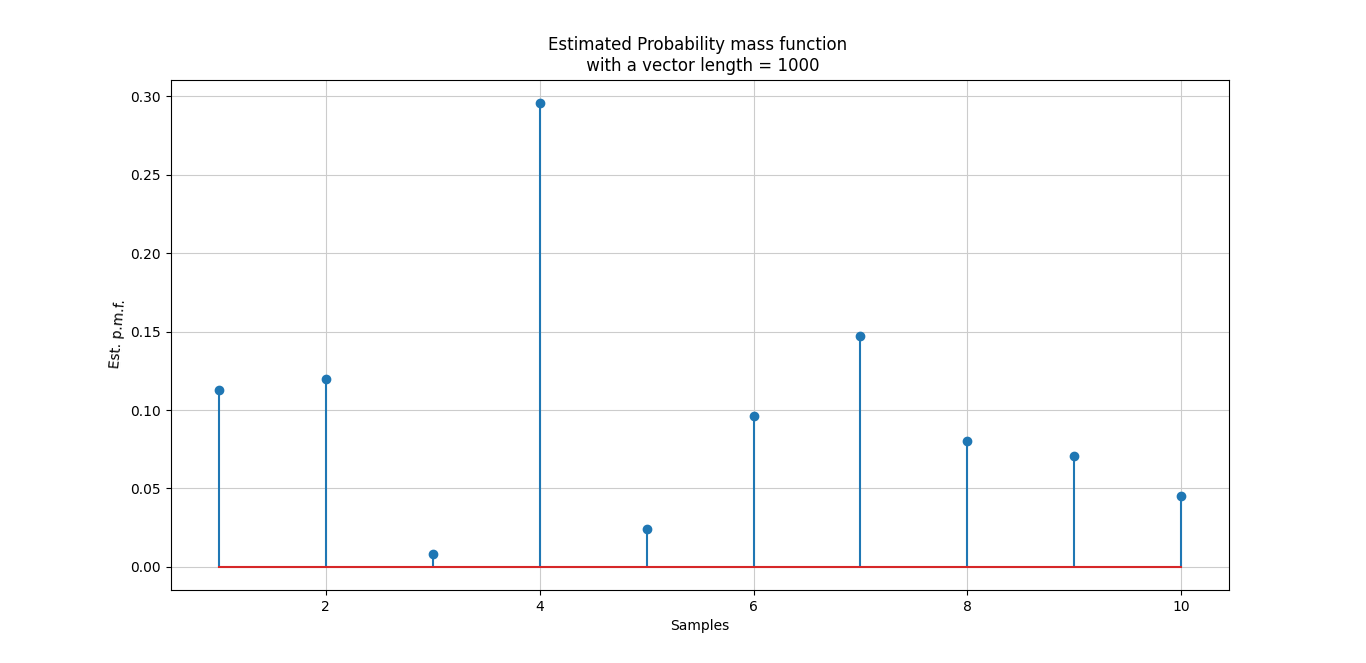 Estimated Probability mass function
with a vector length = 1000
0.30
0.25
0.20
0.15
0.10
0.05
0.00
Est. p.m.f.
2 4 6 8 10
Samples